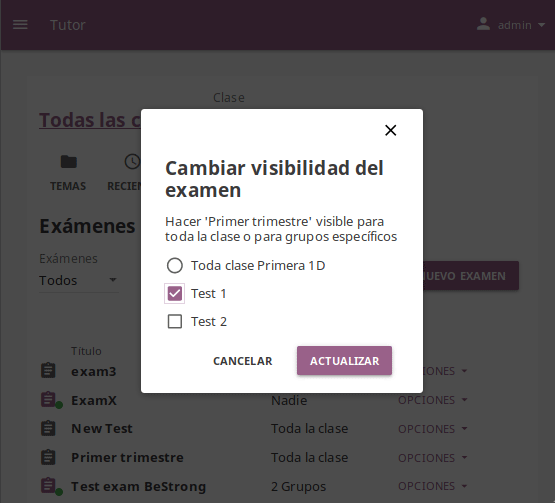 Tutor
admin
Clase
Todas las c
TEMAS
RECIEN
Exámenes
Exámenes
Todos
NUEVO EXAMEN
Cambiar visibilidad del
examen
Hacer 'Primer trimestre' visible para
toda la clase o para grupos específicos
Toda clase Primera 1D
Test 1
Test 2
CANCELAR
ACTUALIZAR
Título
exam3
OPCIONES
ExamX
Nadie
OPCIONES
New Test
Toda la clase
OPCIONES
Primer trimestre
Toda la clase
OPCIONES
Test exam BeStrong
2 Grupos
OPCIONES